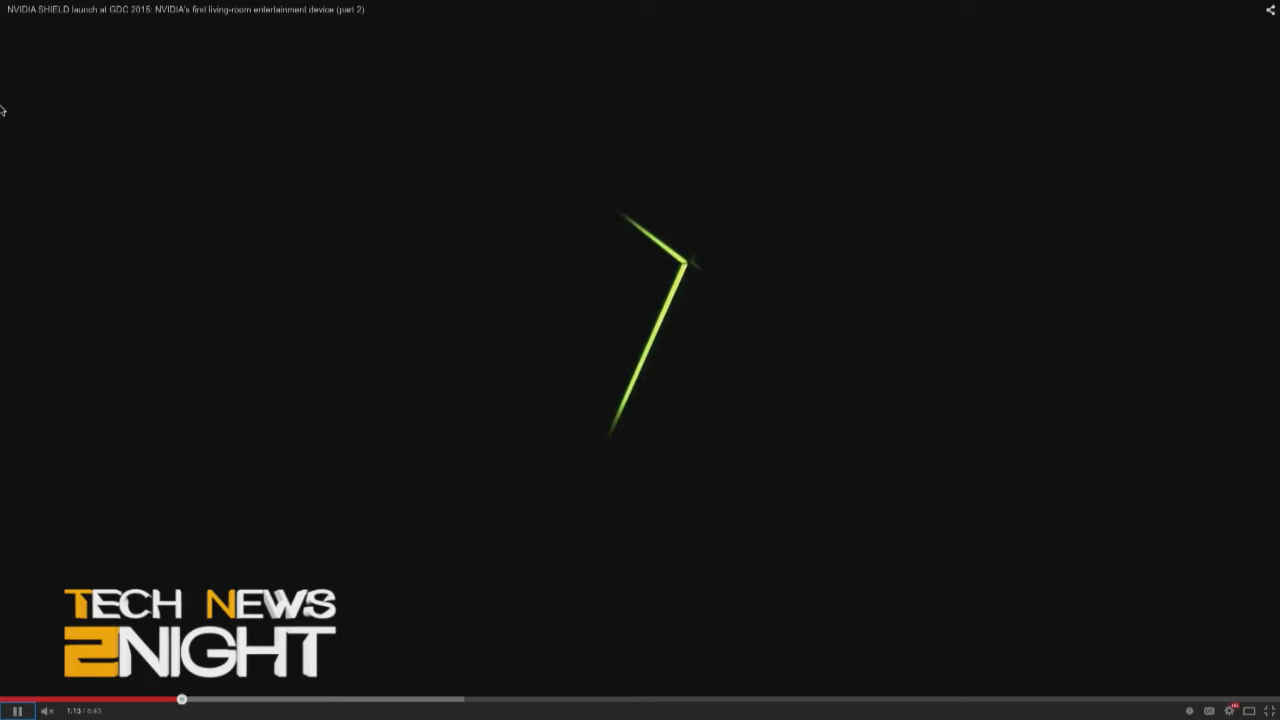 NVIDIA SHIELD launch at GDC 2015: NVIDIA's first living-room entertainment device (part 2)
TECH NEWS
2NIGHT
1:13 / 8:43